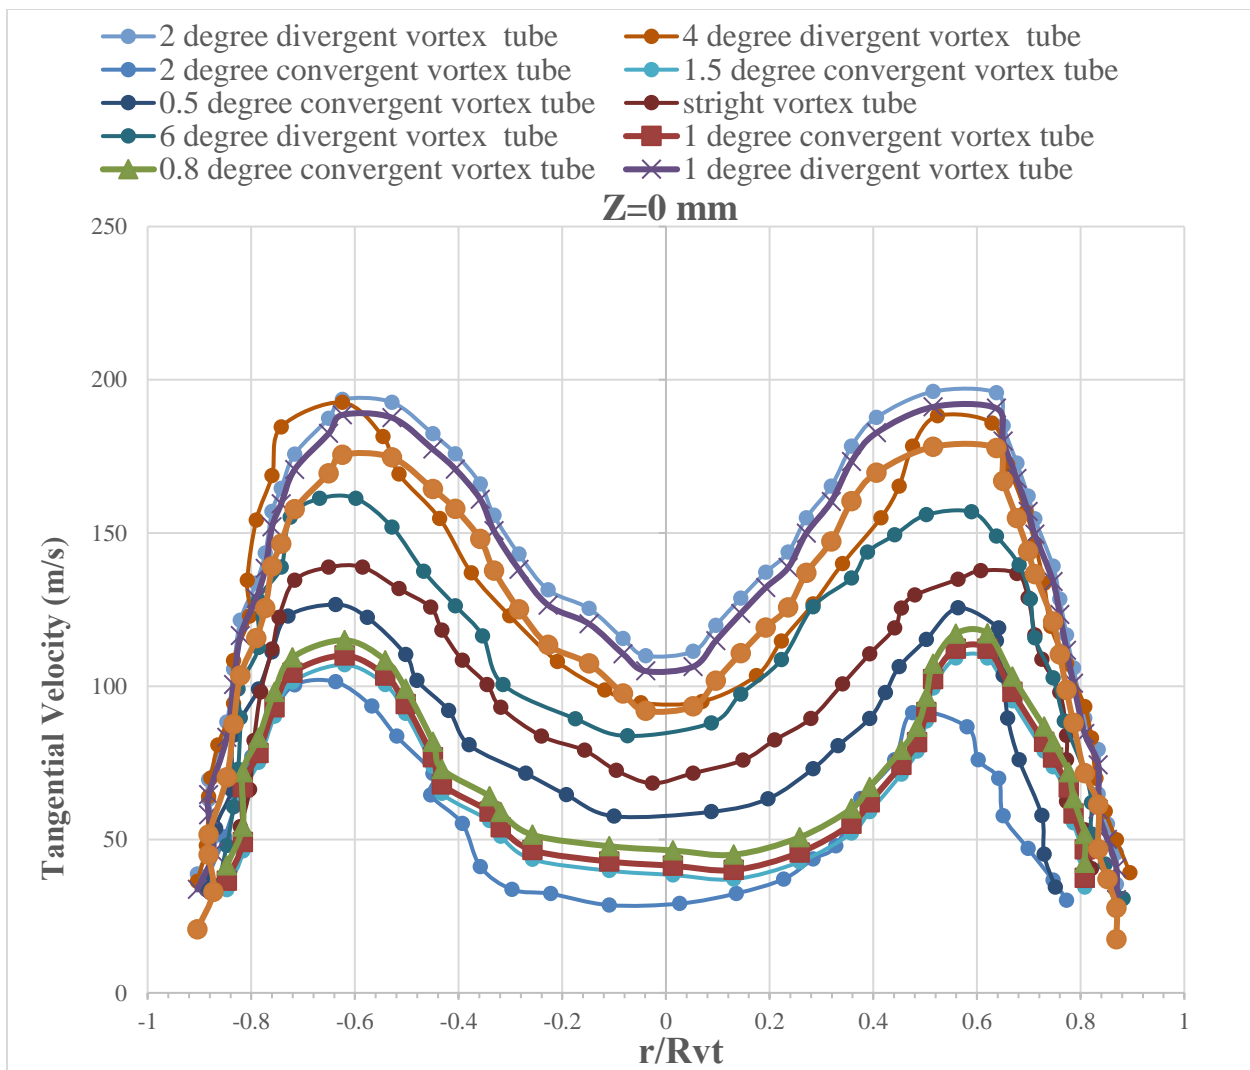 2 degree divergent vortex tube
4 degree divergent vortex tube
2 degree convergent vortex tube
1.5 degree convergent vortex tube
0.5 degree convergent vortex tube
stright vortex tube
6 degree divergent vortex tube
1 degree convergent vortex tube
0.8 degree convergent vortex tube
1 degree divergent vortex tube
Z=0 mm
250
200
150
100
50
0
Tangential Velocity (m/s)
-1 -0.8 -0.6 -0.4 -0.2 0 0.2 0.4 0.6 0.8 1
r/Rvt